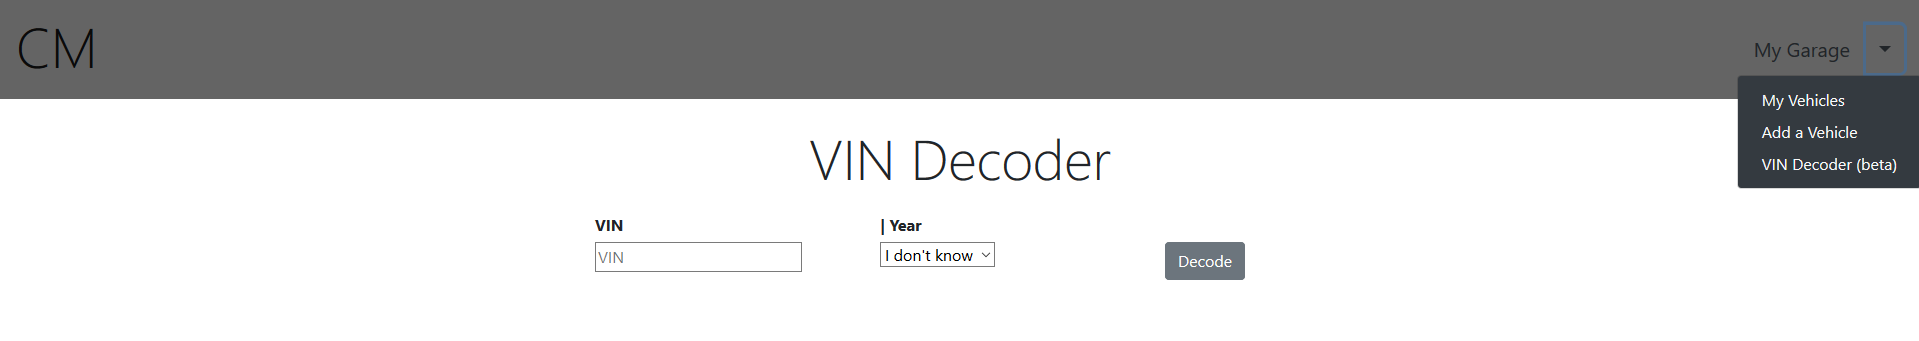 CM
My Garage
My Vehicles
Add a Vehicle
VIN Decoder (beta)
VIN Decoder
VIN
| Year
VIN
I don't know
Decode